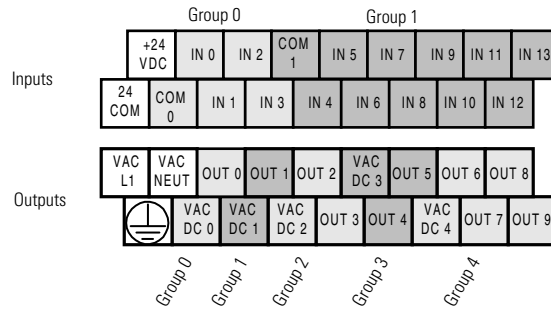 Group 0 Group 1
Inputs
+24 VDC IN 0 IN 2 COM 1 IN 5 IN 7 IN 9 IN 11 IN 13
24 COM COM 0 IN 1 IN 3 IN 4 IN 6 IN 8 IN 10 IN 12
Outputs
VAC L1 VAC NEUT OUT 0 OUT 1 OUT 2 VAC DC 3 OUT 5 OUT 6 OUT 8
VAC DC 0 VAC DC 1 VAC DC 2 OUT 3 OUT 4 VAC DC 4 OUT 7 OUT 9
Group 0 Group 1 Group 2 Group 3 Group 4